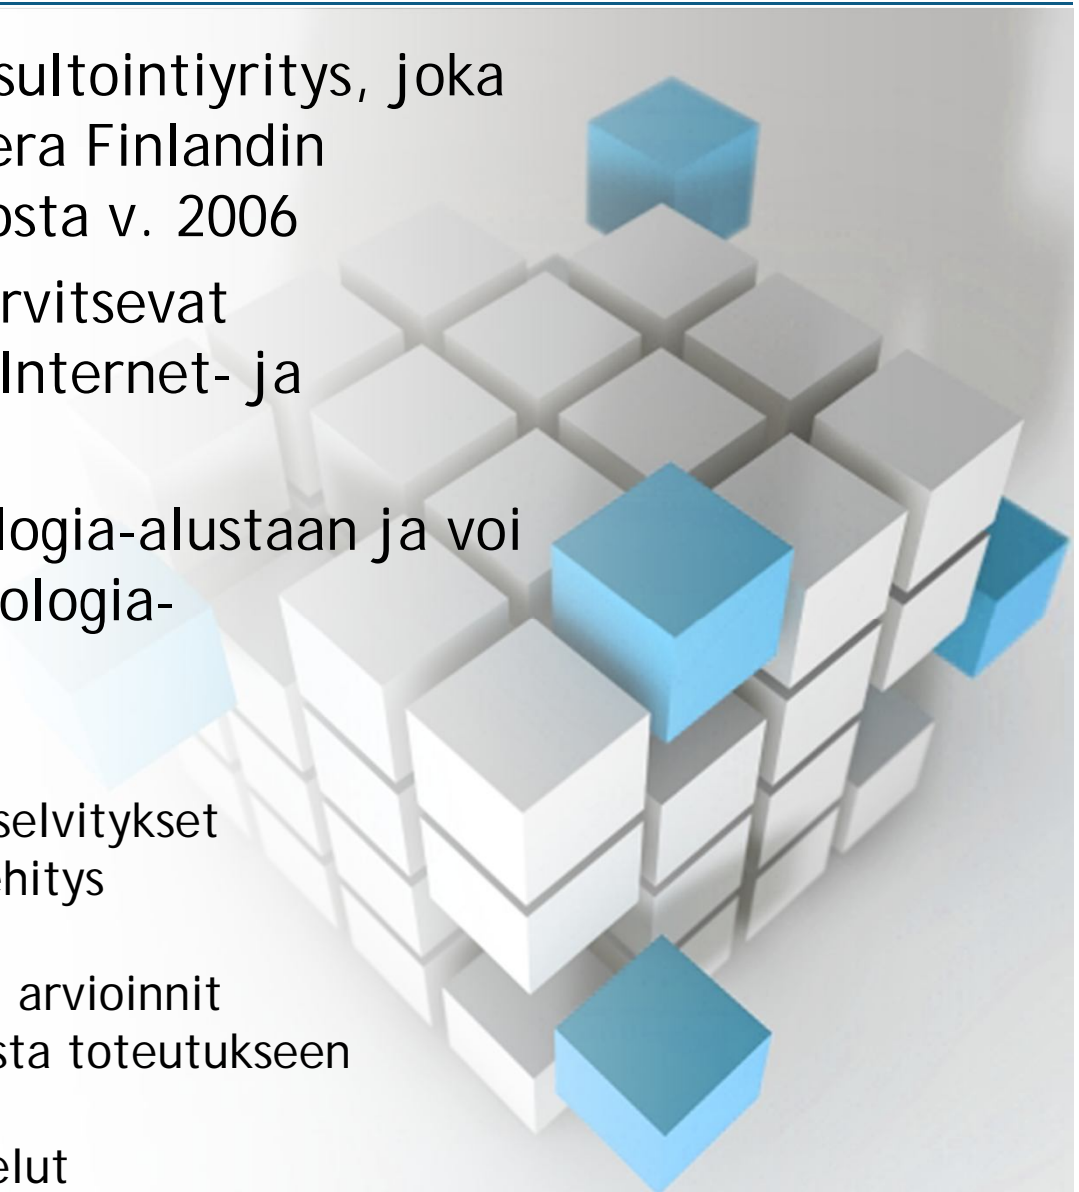 sultointiyritys, joka
era Finlandin
osta v. 2006
rvitsevat
Internet- ja
logia-alustaan ja voi
ologia-
selvitykset
ehitys
arvioinnit
sta toteutukseen
elut